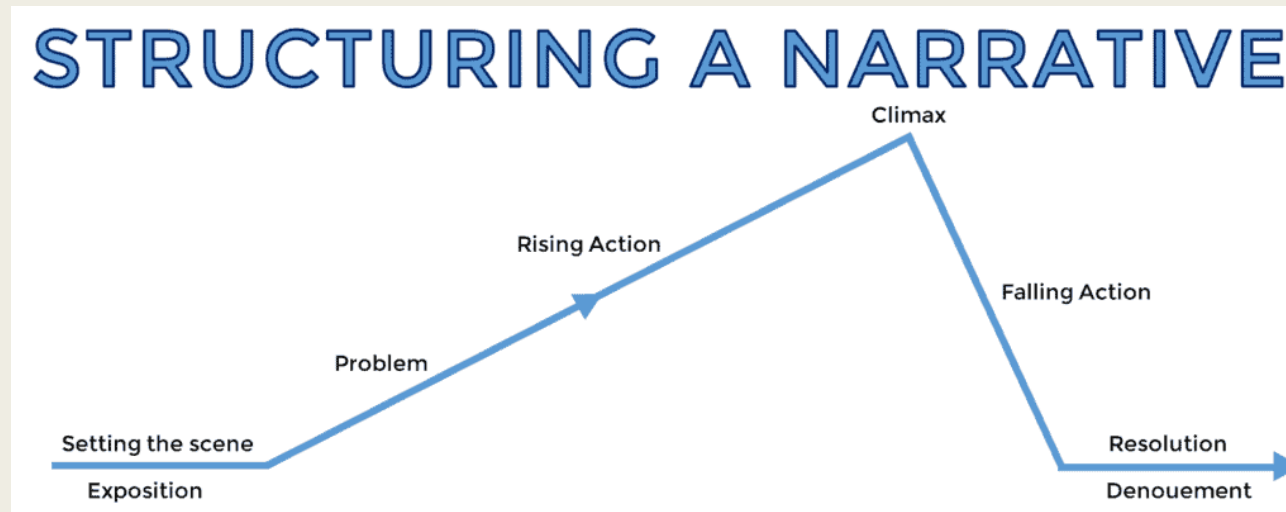 STRUCTURING A NARRATIVE
Climax
Rising Action
Falling Action
Problem
Setting the scene
Exposition
Resolution
Denouement